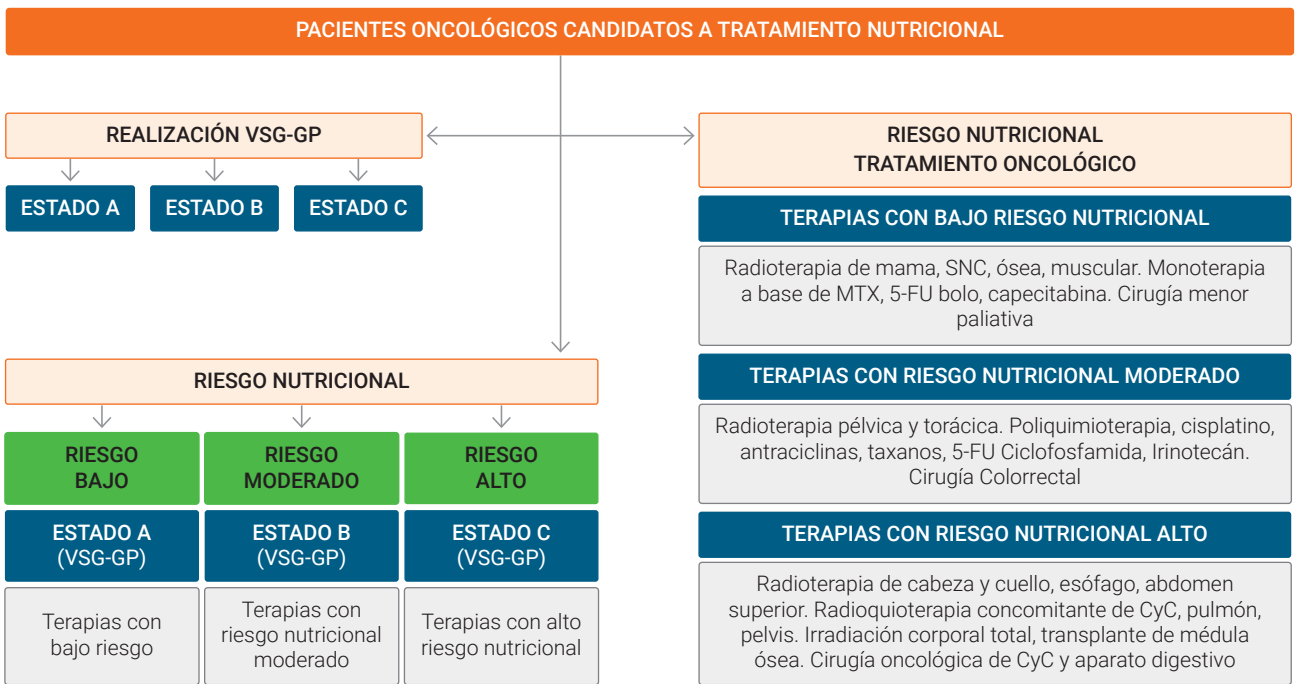 PACIENTES ONCOLÓGICOS CANDIDATOS A TRATAMIENTO NUTRICIONAL
REALIZACIÓN VSG-GP
ESTADO A
ESTADO B
ESTADO C
RIESGO NUTRICIONAL
TRATAMIENTO ONCOLÓGICO
TERAPIAS CON BAJO RIESGO NUTRICIONAL
Radioterapia de mama, SNC, ósea, muscular. Monoterapia
a base de MTX, 5-FU bolo, capecitabina. Cirugía menor
paliativa
TERAPIAS CON RIESGO NUTRICIONAL MODERADO
Radioterapia pélvica y torácica. Poliquimioterapia, cisplatino,
antraciclinas, taxanos, 5-FU Ciclofosfamida, Irinotecán.
Cirugía Colorrectal
TERAPIAS CON RIESGO NUTRICIONAL ALTO
Radioterapia de cabeza y cuello, esófago, abdomen
superior. Radioquioterapia concomitante de CyC, pulmón,
pelvis. Irradiación corporal total, transplante de médula
ósea. Cirugía oncológica de CyC y aparato digestivo
RIESGO NUTRICIONAL
RIESGO
BAJO
ESTADO A
(VSG-GP)
Terapias con
bajo riesgo
RIESGO
MODERADO
ESTADO B
(VSG-GP)
Terapias con
riesgo nutricional
moderado
RIESGO
ALTO
ESTADO C
(VSG-GP)
Terapias con alto
riesgo nutricional